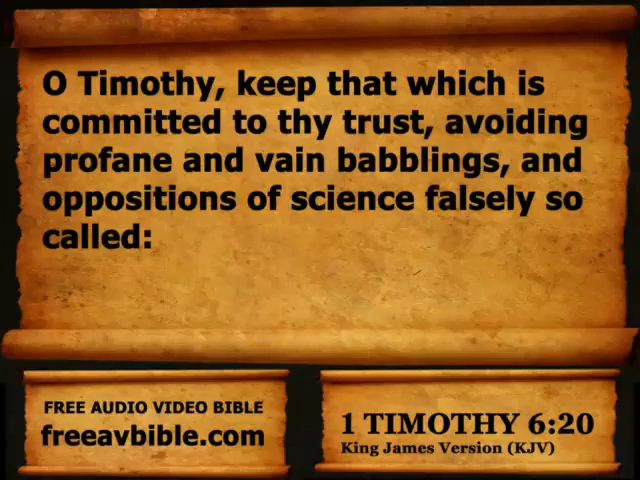 O Timothy, keep that which is
committed to thy trust, avoiding
profane and vain babblings, and
oppositions of science falsely so
called:
FREE AUDIO VIDEO BIBLE
freeavbible.com
1 TIMOTHY 6:20
King James Version (KJV)